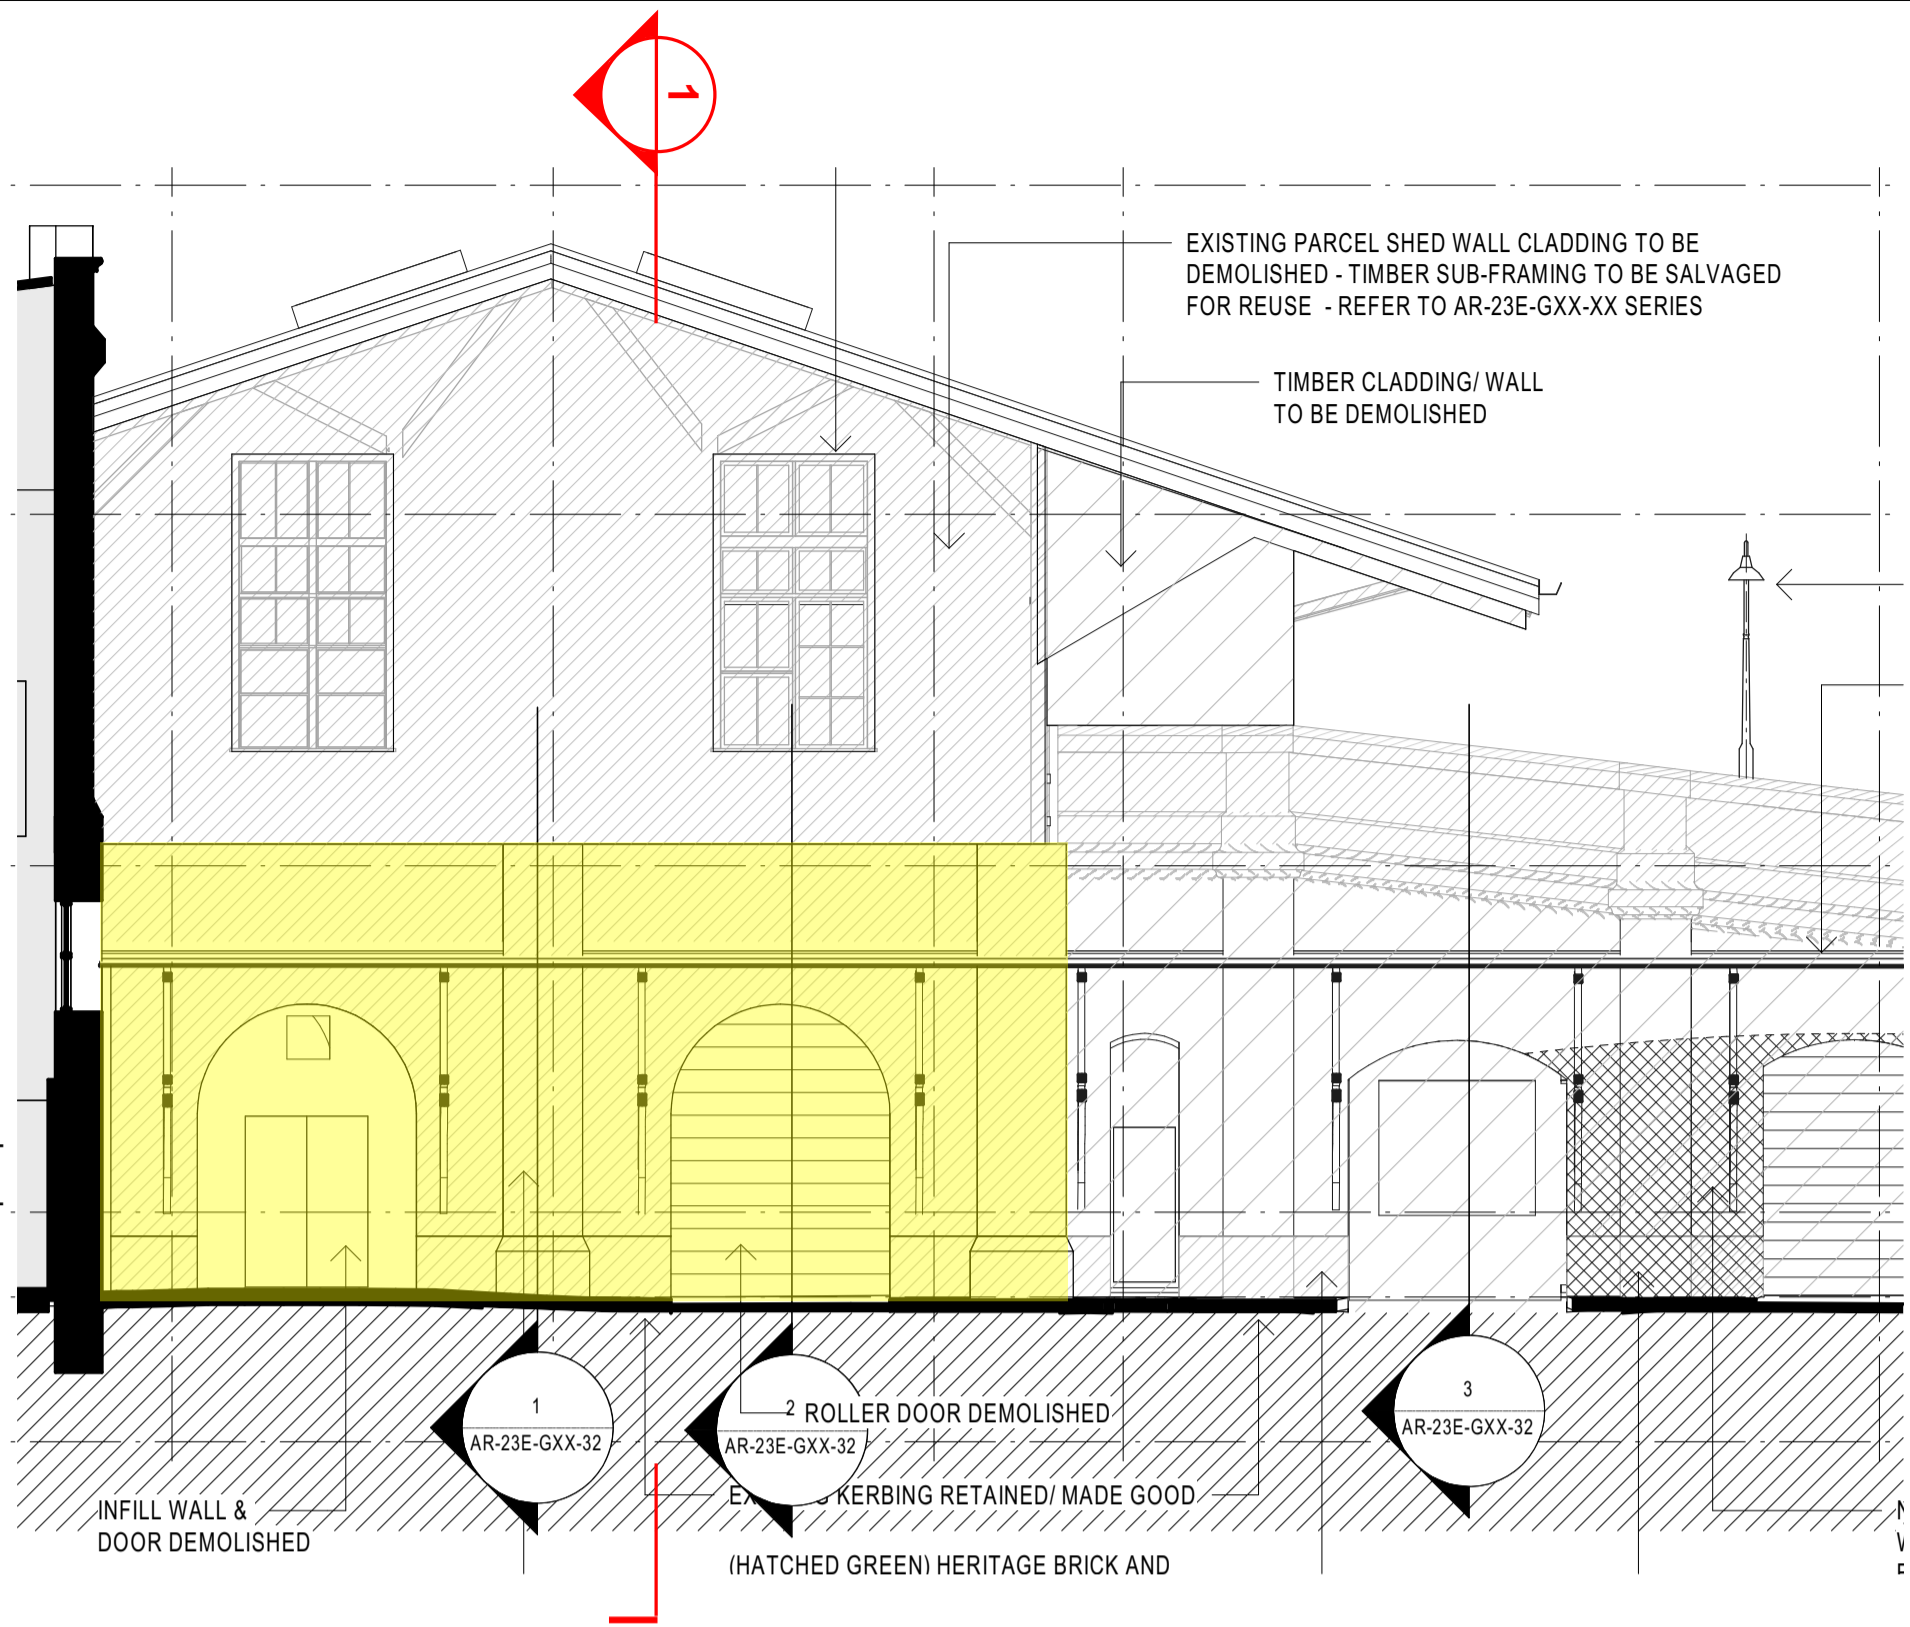 1
EXISTING PARCEL SHED WALL CLADDING TO BE
DEMOLISHED - TIMBER SUB-FRAMING TO BE SALVAGED
FOR REUSE - REFER TO AR-23E-GXX-XX SERIES
TIMBER CLADDING/ WALL
TO BE DEMOLISHED
1
AR-23E-GXX-32
2
AR-23E-GXX-32
ROLLER DOOR DEMOLISHED
3
AR-23E-GXX-32
KERBING RETAINED/ MADE GOOD
INFILL WALL &
DOOR DEMOLISHED
(HATCHED GREEN) HERITAGE BRICK AND